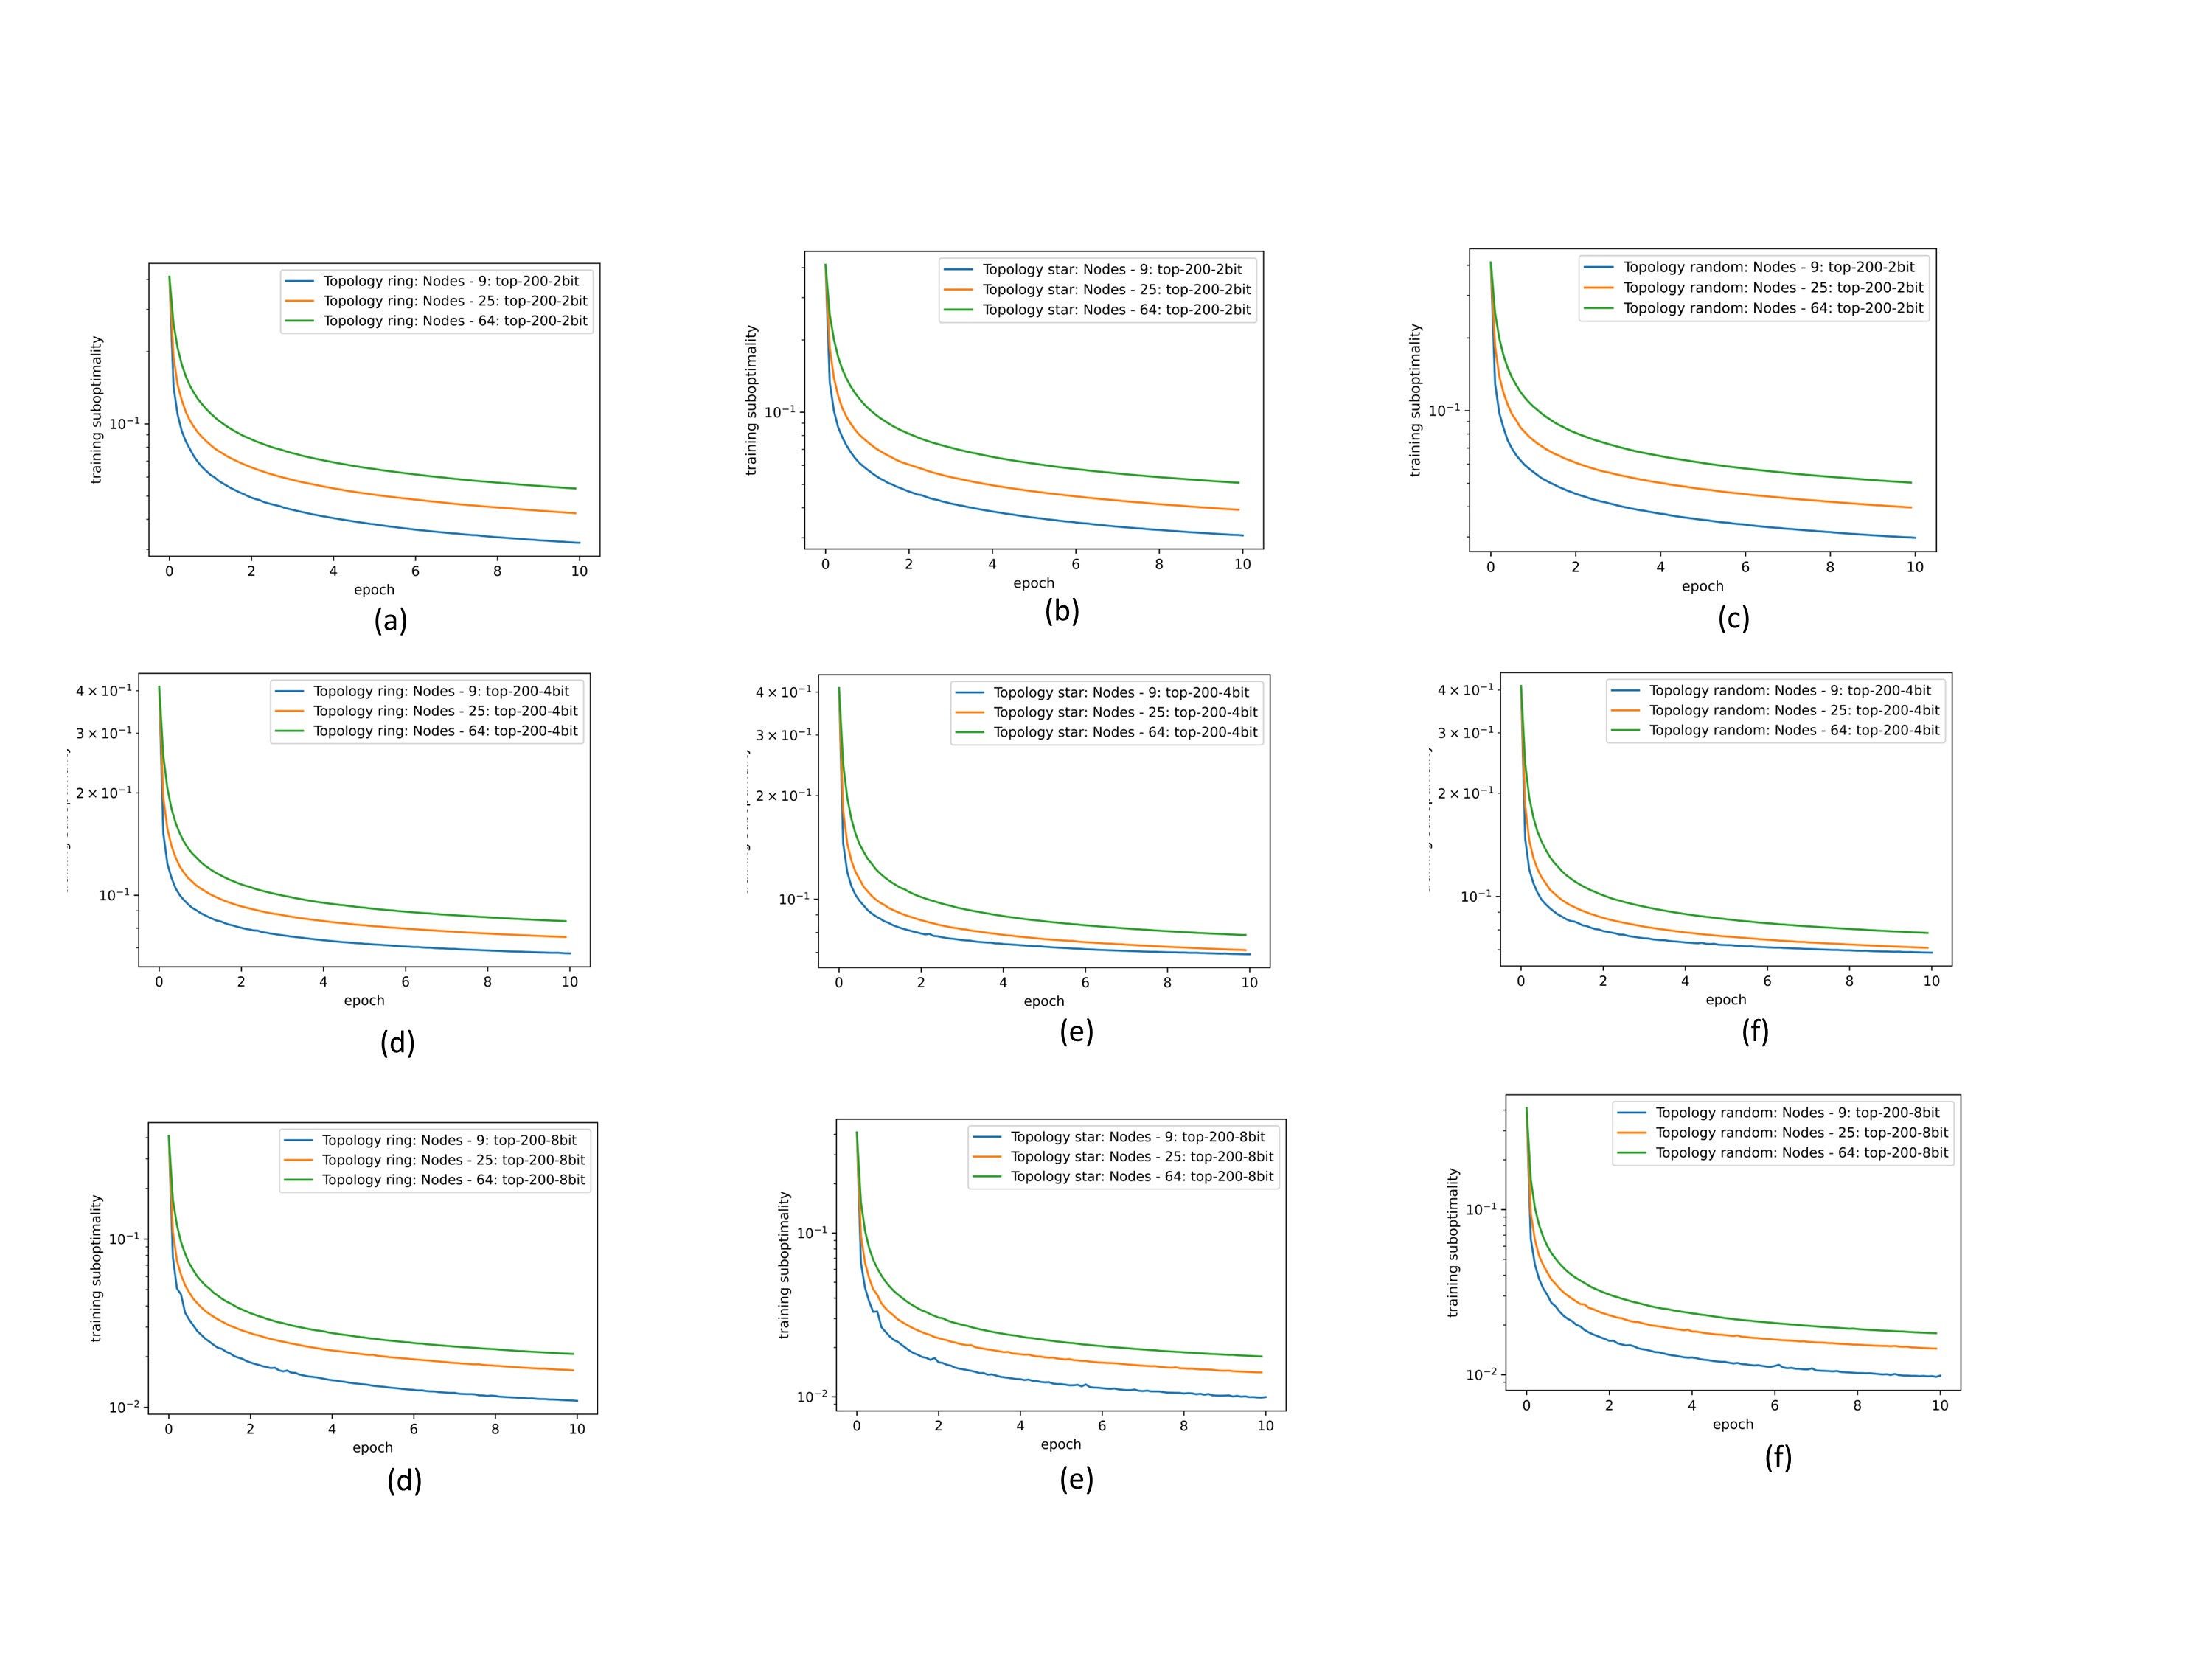 Topology ring: Nodes - 9: top-200-2bit
Topology ring: Nodes - 25: top-200-2bit
Topology ring: Nodes - 64: top-200-2bit
training suboptimality
10⁻¹
0 2 4 6 8 10
epoch
(a)
Topology star: Nodes - 9: top-200-2bit
Topology star: Nodes - 25: top-200-2bit
Topology star: Nodes - 64: top-200-2bit
training suboptimality
10⁻¹
0 2 4 6 8 10
epoch
(b)
Topology random: Nodes - 9: top-200-2bit
Topology random: Nodes - 25: top-200-2bit
Topology random: Nodes - 64: top-200-2bit
training suboptimality
10⁻¹
0 2 4 6 8 10
epoch
(c)
Topology ring: Nodes - 9: top-200-4bit
Topology ring: Nodes - 25: top-200-4bit
Topology ring: Nodes - 64: top-200-4bit
4 × 10⁻¹
3 × 10⁻¹
2 × 10⁻¹
10⁻¹
0 2 4 6 8 10
epoch
(d)
Topology star: Nodes - 9: top-200-4bit
Topology star: Nodes - 25: top-200-4bit
Topology star: Nodes - 64: top-200-4bit
4 × 10⁻¹
3 × 10⁻¹
2 × 10⁻¹
10⁻¹
0 2 4 6 8 10
epoch
(e)
Topology random: Nodes - 9: top-200-4bit
Topology random: Nodes - 25: top-200-4bit
Topology random: Nodes - 64: top-200-4bit
4 × 10⁻¹
3 × 10⁻¹
2 × 10⁻¹
10⁻¹
0 2 4 6 8 10
epoch
(f)
Topology ring: Nodes - 9: top-200-8bit
Topology ring: Nodes - 25: top-200-8bit
Topology ring: Nodes - 64: top-200-8bit
training suboptimality
10⁻¹
10⁻²
0 2 4 6 8 10
epoch
(d)
Topology star: Nodes - 9: top-200-8bit
Topology star: Nodes - 25: top-200-8bit
Topology star: Nodes - 64: top-200-8bit
training suboptimality
10⁻¹
10⁻²
0 2 4 6 8 10
epoch
(e)
Topology random: Nodes - 9: top-200-8bit
Topology random: Nodes - 25: top-200-8bit
Topology random: Nodes - 64: top-200-8bit
training suboptimality
10⁻¹
10⁻²
0 2 4 6 8 10
epoch
(f)